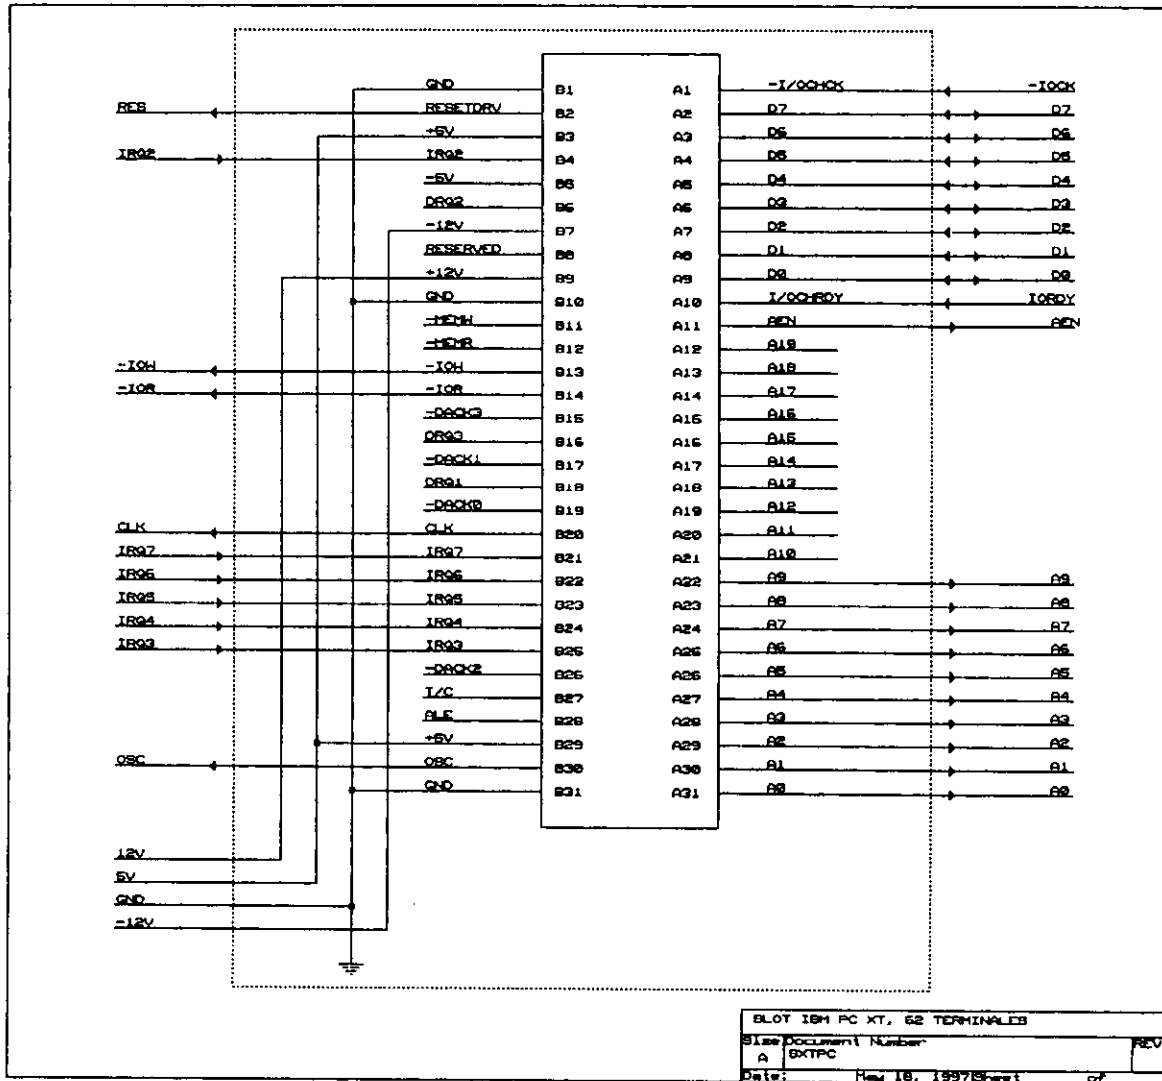 GND B1 A1 -I/OCHCK -IOCK
RES RESETDRV B2 A2 D7 D7
+5V B3 A3 D6 D6
IRQ2 IRQ2 B4 A4 D5 D5
-5V B5 A5 D4 D4
DRQ2 B6 A6 D3 D3
-12V B7 A7 D2 D2
RESERVED B8 A8 D1 D1
+12V B9 A9 D0 D0
GND B10 A10 I/OCHRDY IORDY
-MEMW B11 A11 AEN AEN
-MEMR B12 A12 A19
-IOW -IOW B13 A13 A18
-IOR -IOR B14 A14 A17
-DACK3 B15 A15 A16
DRQ3 B16 A16 A15
-DACK1 B17 A17 A14
DRQ1 B18 A18 A13
-DACK0 B19 A19 A12
CLK CLK B20 A20 A11
IRQ7 IRQ7 B21 A21 A10
IRQ6 IRQ6 B22 A22 A9 A9
IRQ5 IRQ5 B23 A23 A8 A8
IRQ4 IRQ4 B24 A24 A7 A7
IRQ3 IRQ3 B25 A25 A6 A6
-DACK2 B26 A26 A5 A5
I/C B27 A27 A4 A4
ALE B28 A28 A3 A3
+5V B29 A29 A2 A2
OSC OSC B30 A30 A1 A1
GND B31 A31 A0 A0
12V
5V
GND
-12V
SLOT IBM PC XT, 62 TERMINALES
Size Document Number REV
A SXTPC
Date: May 18, 1997 Sheet of